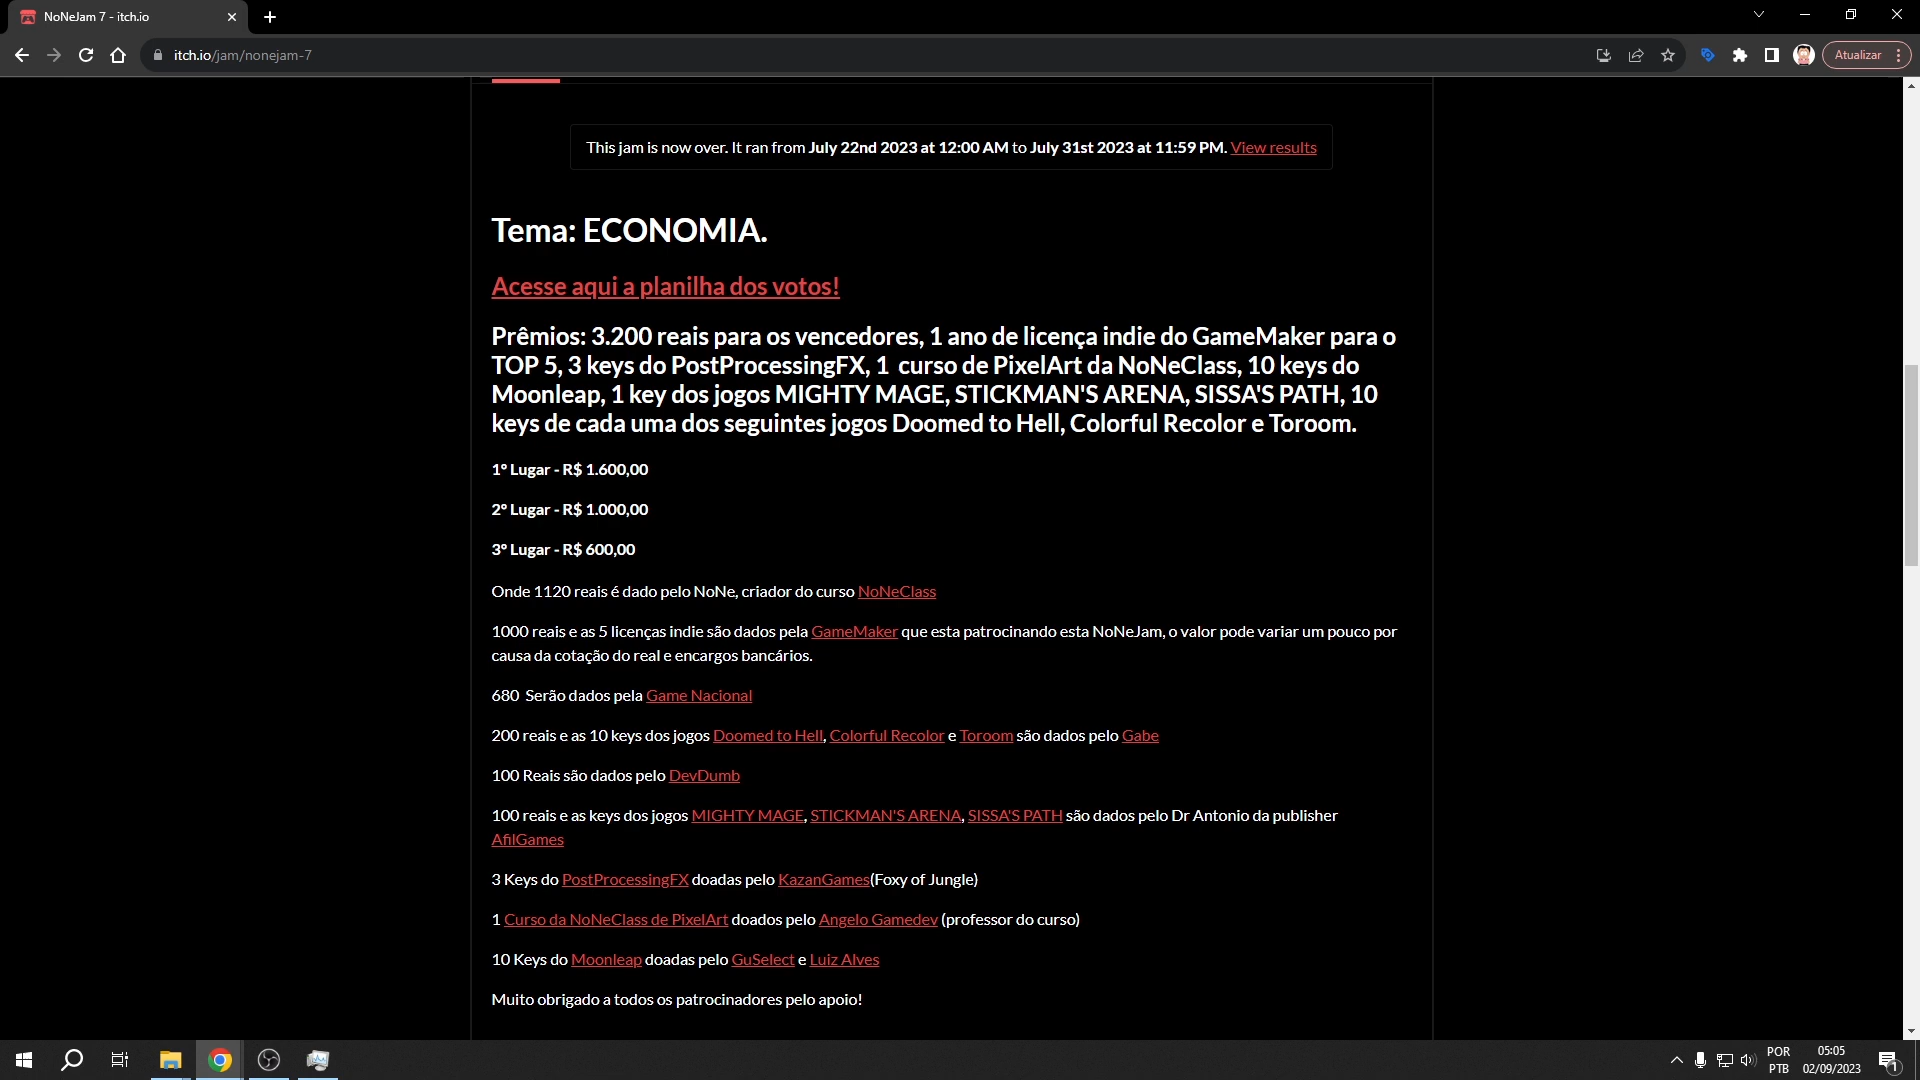 NoNeJam 7 - itch.io
itch.io/jam/nonejam-7
Atualizar
This jam is now over. It ran from July 22nd 2023 at 12:00 AM to July 31st 2023 at 11:59 PM. View results
Tema: ECONOMIA.
Acesse aqui a planilha dos votos!
Prêmios: 3.200 reais para os vencedores, 1 ano de licença indie do GameMaker para o
TOP 5, 3 keys do PostProcessingFX, 1  curso de PixelArt da NoNeClass, 10 keys do
Moonleap, 1 key dos jogos MIGHTY MAGE, STICKMAN'S ARENA, SISSA'S PATH, 10
keys de cada uma dos seguintes jogos Doomed to Hell, Colorful Recolor e Toroom.
1º Lugar - R$ 1.600,00
2º Lugar - R$ 1.000,00
3º Lugar - R$ 600,00
Onde 1120 reais é dado pelo NoNe, criador do curso NoNeClass
1000 reais e as 5 licenças indie são dados pela GameMaker que esta patrocinando esta NoNeJam, o valor pode variar um pouco por
causa da cotação do real e encargos bancários.
680  Serão dados pela Game Nacional
200 reais e as 10 keys dos jogos Doomed to Hell, Colorful Recolor e Toroom são dados pelo Gabe
100 Reais são dados pelo DevDumb
100 reais e as keys dos jogos MIGHTY MAGE, STICKMAN'S ARENA, SISSA'S PATH são dados pelo Dr Antonio da publisher
AfilGames
3 Keys do PostProcessingFX doadas pelo KazanGames(Foxy of Jungle)
1 Curso da NoNeClass de PixelArt doados pelo Angelo Gamedev (professor do curso)
10 Keys do Moonleap doadas pelo GuSelect e Luiz Alves
Muito obrigado a todos os patrocinadores pelo apoio!
POR
PTB
05:05
02/09/2023
1